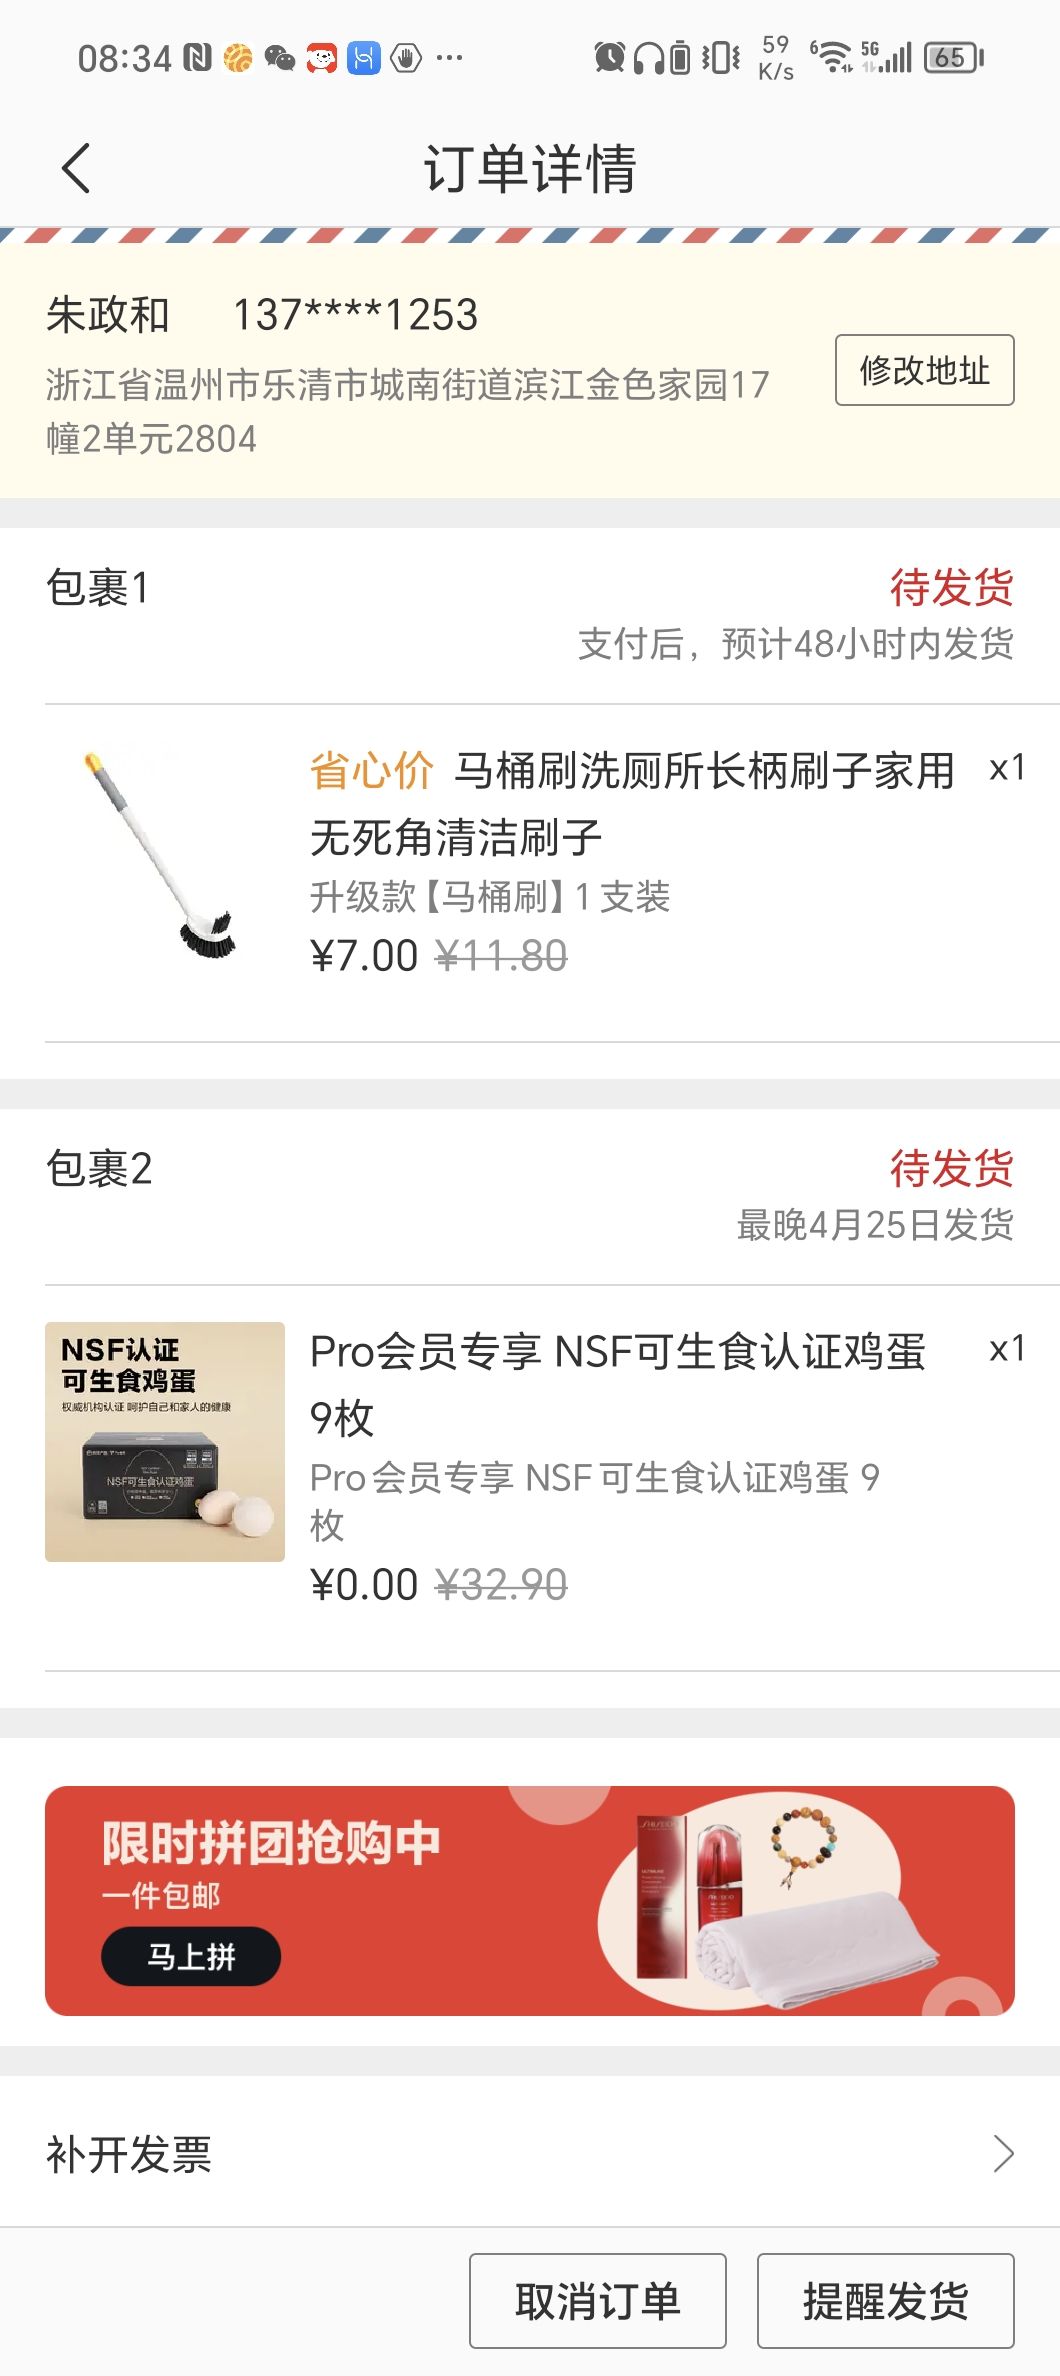 08:34
59
K/s
6
5G
65
订单详情
朱政和 137****1253
浙江省温州市乐清市城南街道滨江金色家园17
幢2单元2804
修改地址
包裹1
待发货
支付后，预计48小时内发货
省心价 马桶刷洗厕所长柄刷子家用 x1
无死角清洁刷子
升级款【马桶刷】1支装
¥7.00 ¥11.80
包裹2
待发货
最晚4月25日发货
NSF认证
可生食鸡蛋
权威机构认证 呵护自己和家人的健康
NSF可生食认证鸡蛋
Pro会员专享 NSF可生食认证鸡蛋 x1
9枚
Pro会员专享 NSF可生食认证鸡蛋 9
枚
¥0.00 ¥32.90
限时拼团抢购中
一件包邮
马上拼
SHISEIDO
ULTIMUNE
SHISEIDO
补开发票
取消订单
提醒发货